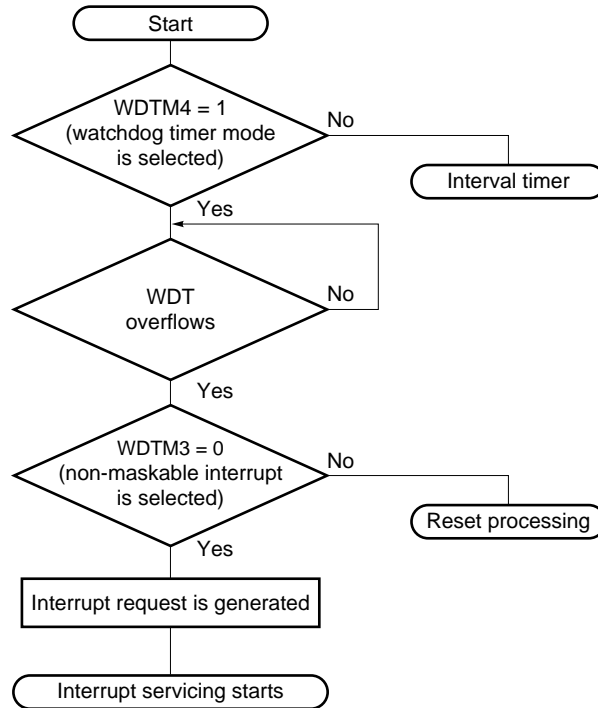 Start
WDTM4 = 1
(watchdog timer mode
is selected)
No
Interval timer
Yes
WDT
overflows
No
Yes
WDTM3 = 0
(non-maskable interrupt
is selected)
No
Reset processing
Yes
Interrupt request is generated
Interrupt servicing starts